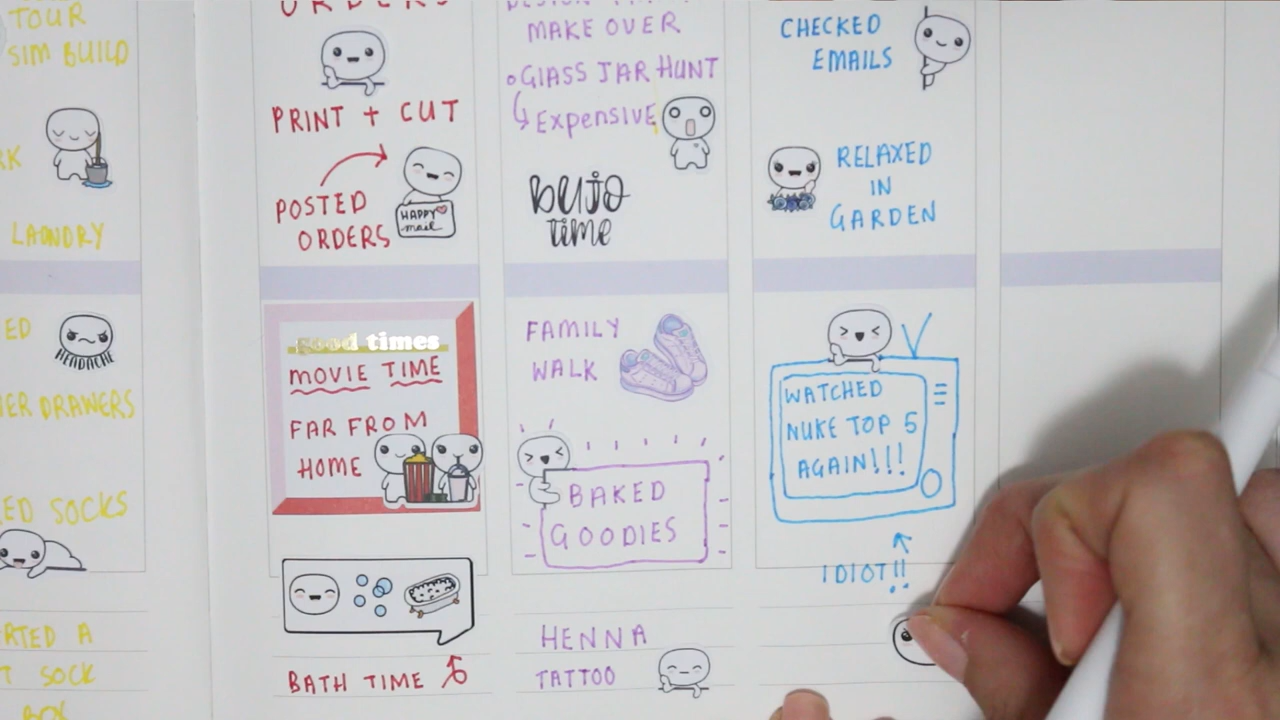 TOUR
SIM BUILD
LAUNDRY
ED
HEADACHE
ER DRAWERS
ED SOCKS
RTED A
T SOCK
BOX
ORDERS
PRINT + CUT
POSTED
ORDERS
HAPPY
mail
good times
MOVIE TIME
FAR FROM
HOME
BATH TIME
MAKE OVER
GLASS JAR HUNT
Expensive
bujo
time
FAMILY
WALK
BAKED
GOODIES
HENNA
TATTOO
CHECKED
EMAILS
RELAXED
IN
GARDEN
WATCHED
NUKE TOP 5
AGAIN!!!
IDIOT!!